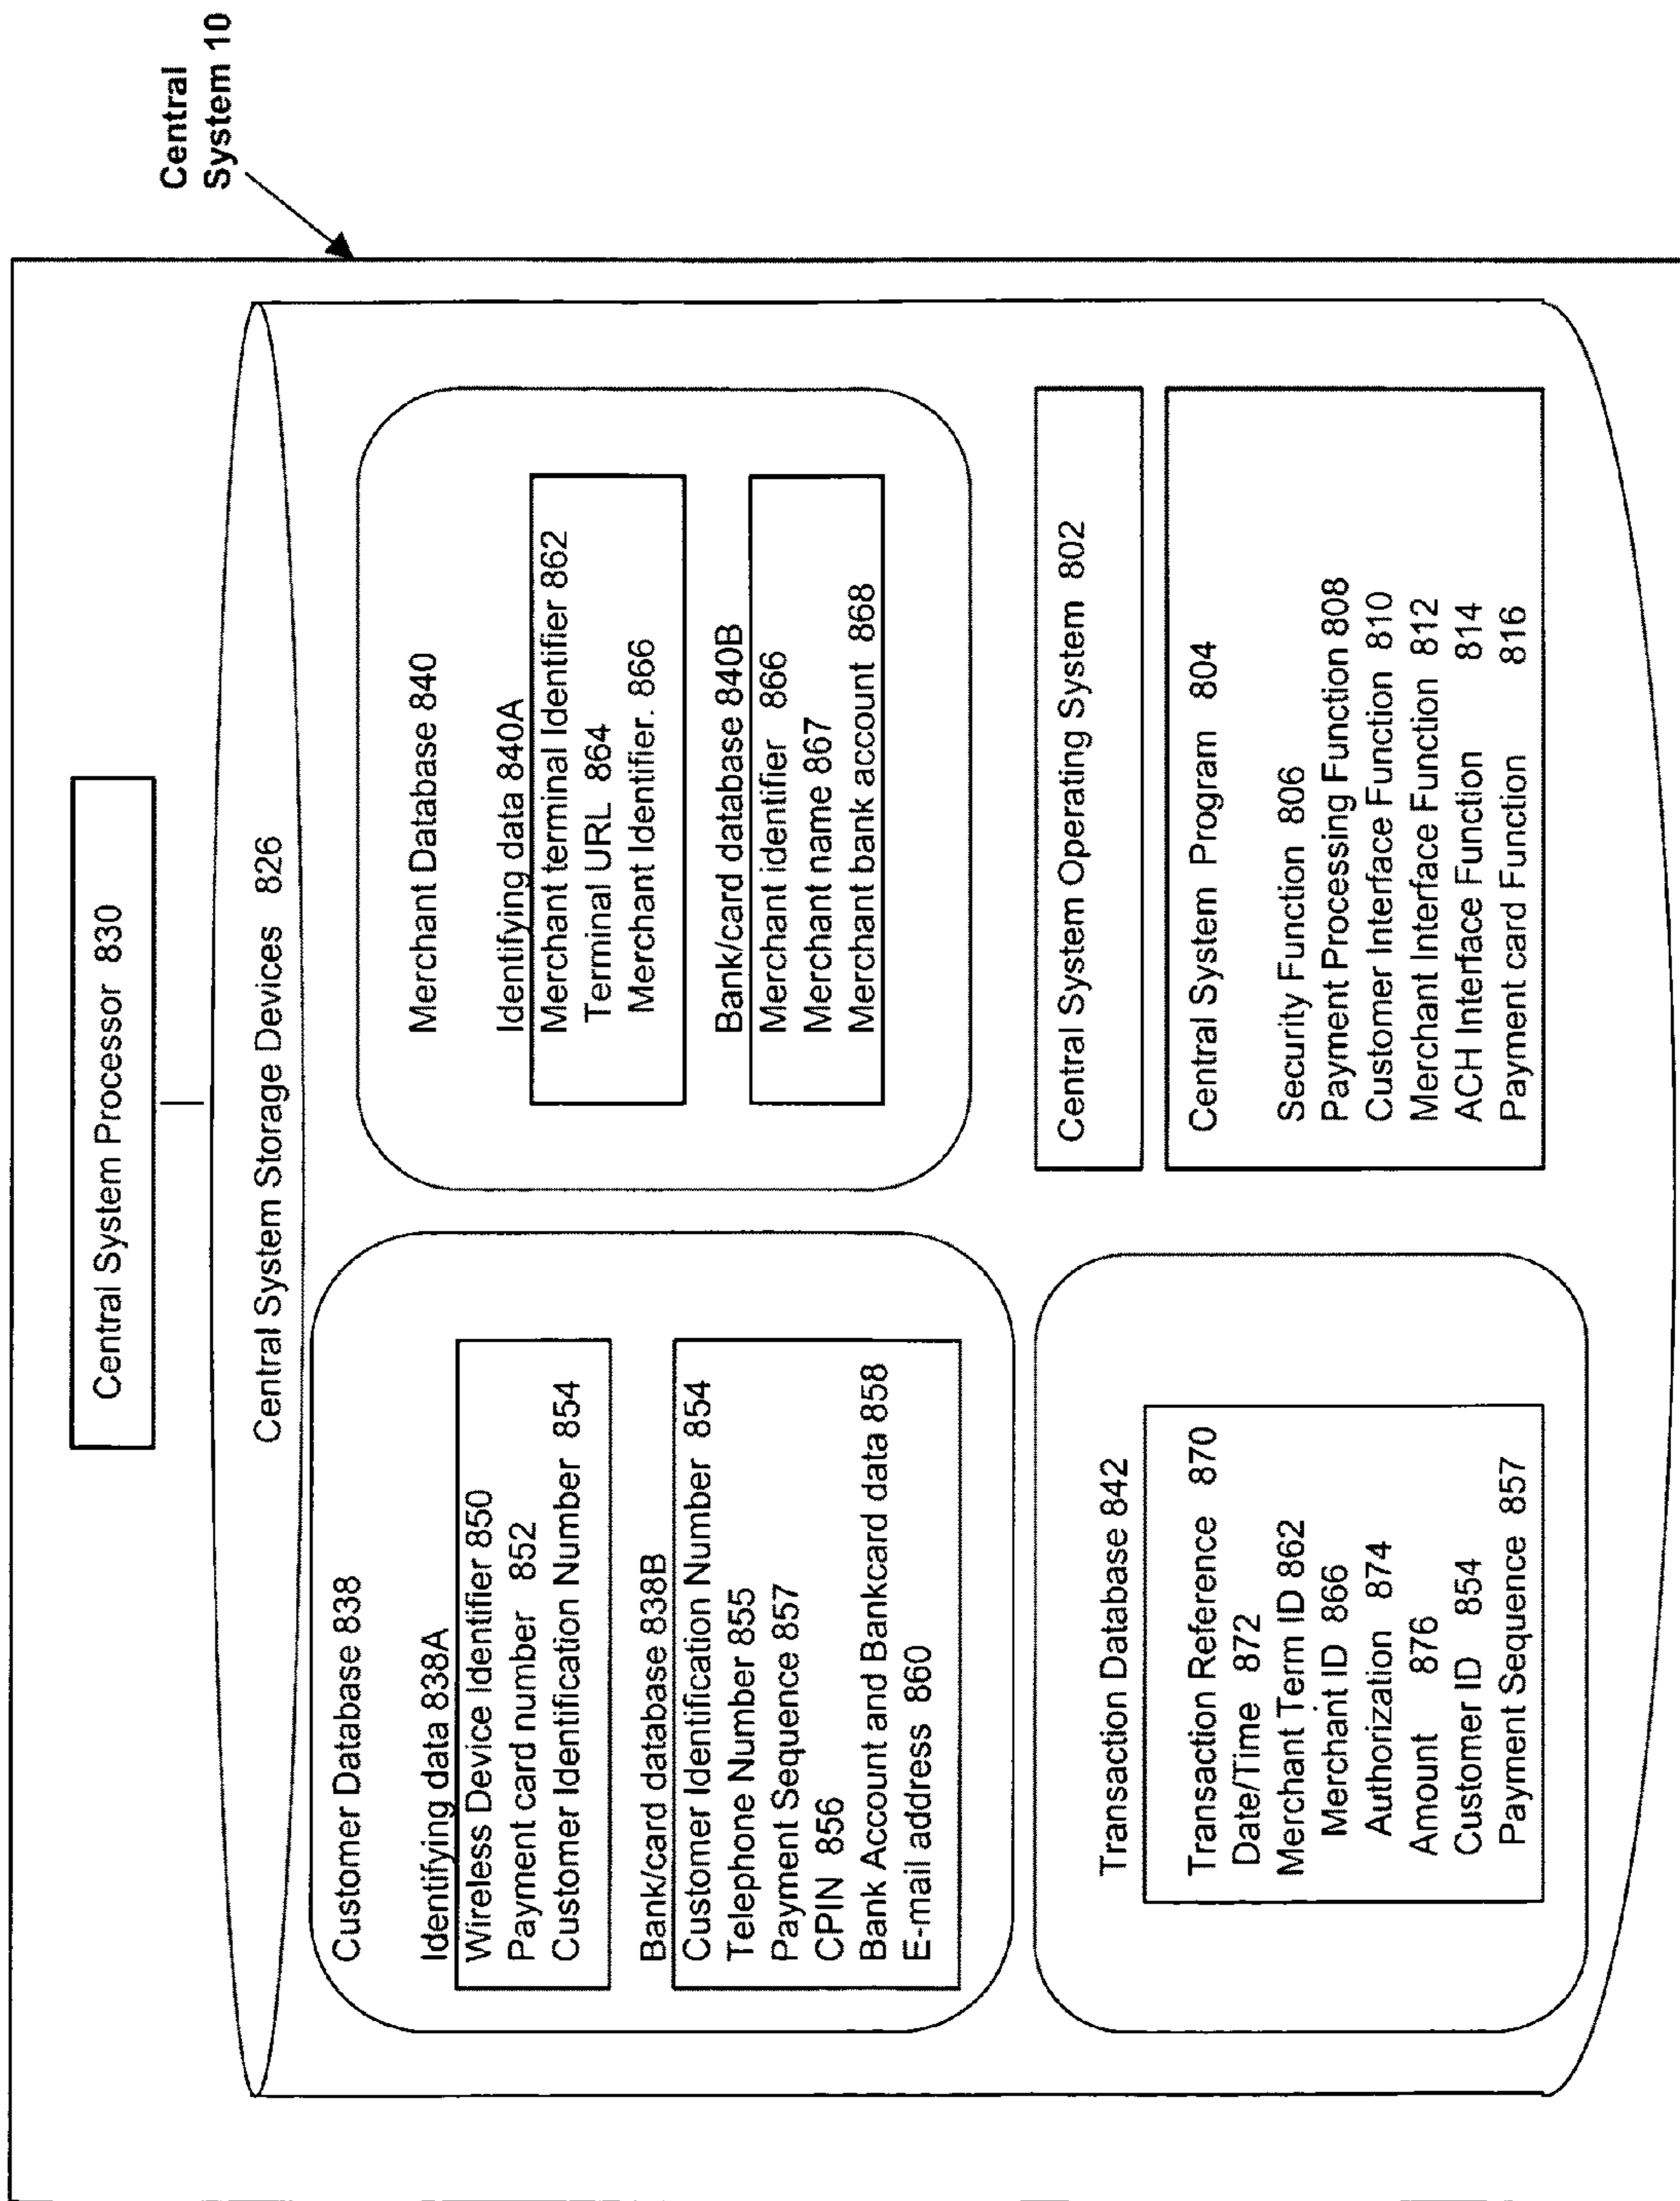 Central
System 10
Central System Processor 830
Central System Storage Devices 826
Customer Database 838
Identifying data 838A
Wireless Device Identifier 850
Payment card number 852
Customer Identification Number 854
Bank/card database 838B
Customer Identification Number 854
Telephone Number 855
Payment Sequence 857
CPIN 856
Bank Account and Bankcard data 858
E-mail address 860
Merchant Database 840
Identifying data 840A
Merchant terminal Identifier 862
Terminal URL 864
Merchant Identifier. 866
Bank/card database 840B
Merchant identifier 866
Merchant name 867
Merchant bank account 868
Transaction Database 842
Transaction Reference 870
Date/Time 872
Merchant Term ID 862
Merchant ID 866
Authorization 874
Amount 876
Customer ID 854
Payment Sequence 857
Central System Operating System 802
Central System Program 804
Security Function 806
Payment Processing Function 808
Customer Interface Function 810
Merchant Interface Function 812
ACH Interface Function 814
Payment card Function 816